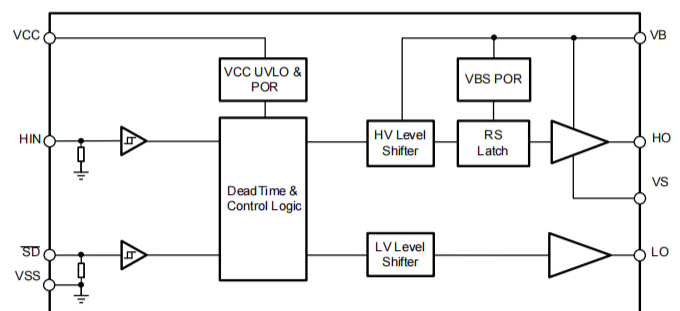 VCC
VB
VCC UVLO &
POR
VBS POR
HIN
HV Level
Shifter
RS
Latch
HO
VS
DeadTime &
Control Logic
SD
LV Level
Shifter
LO
VSS